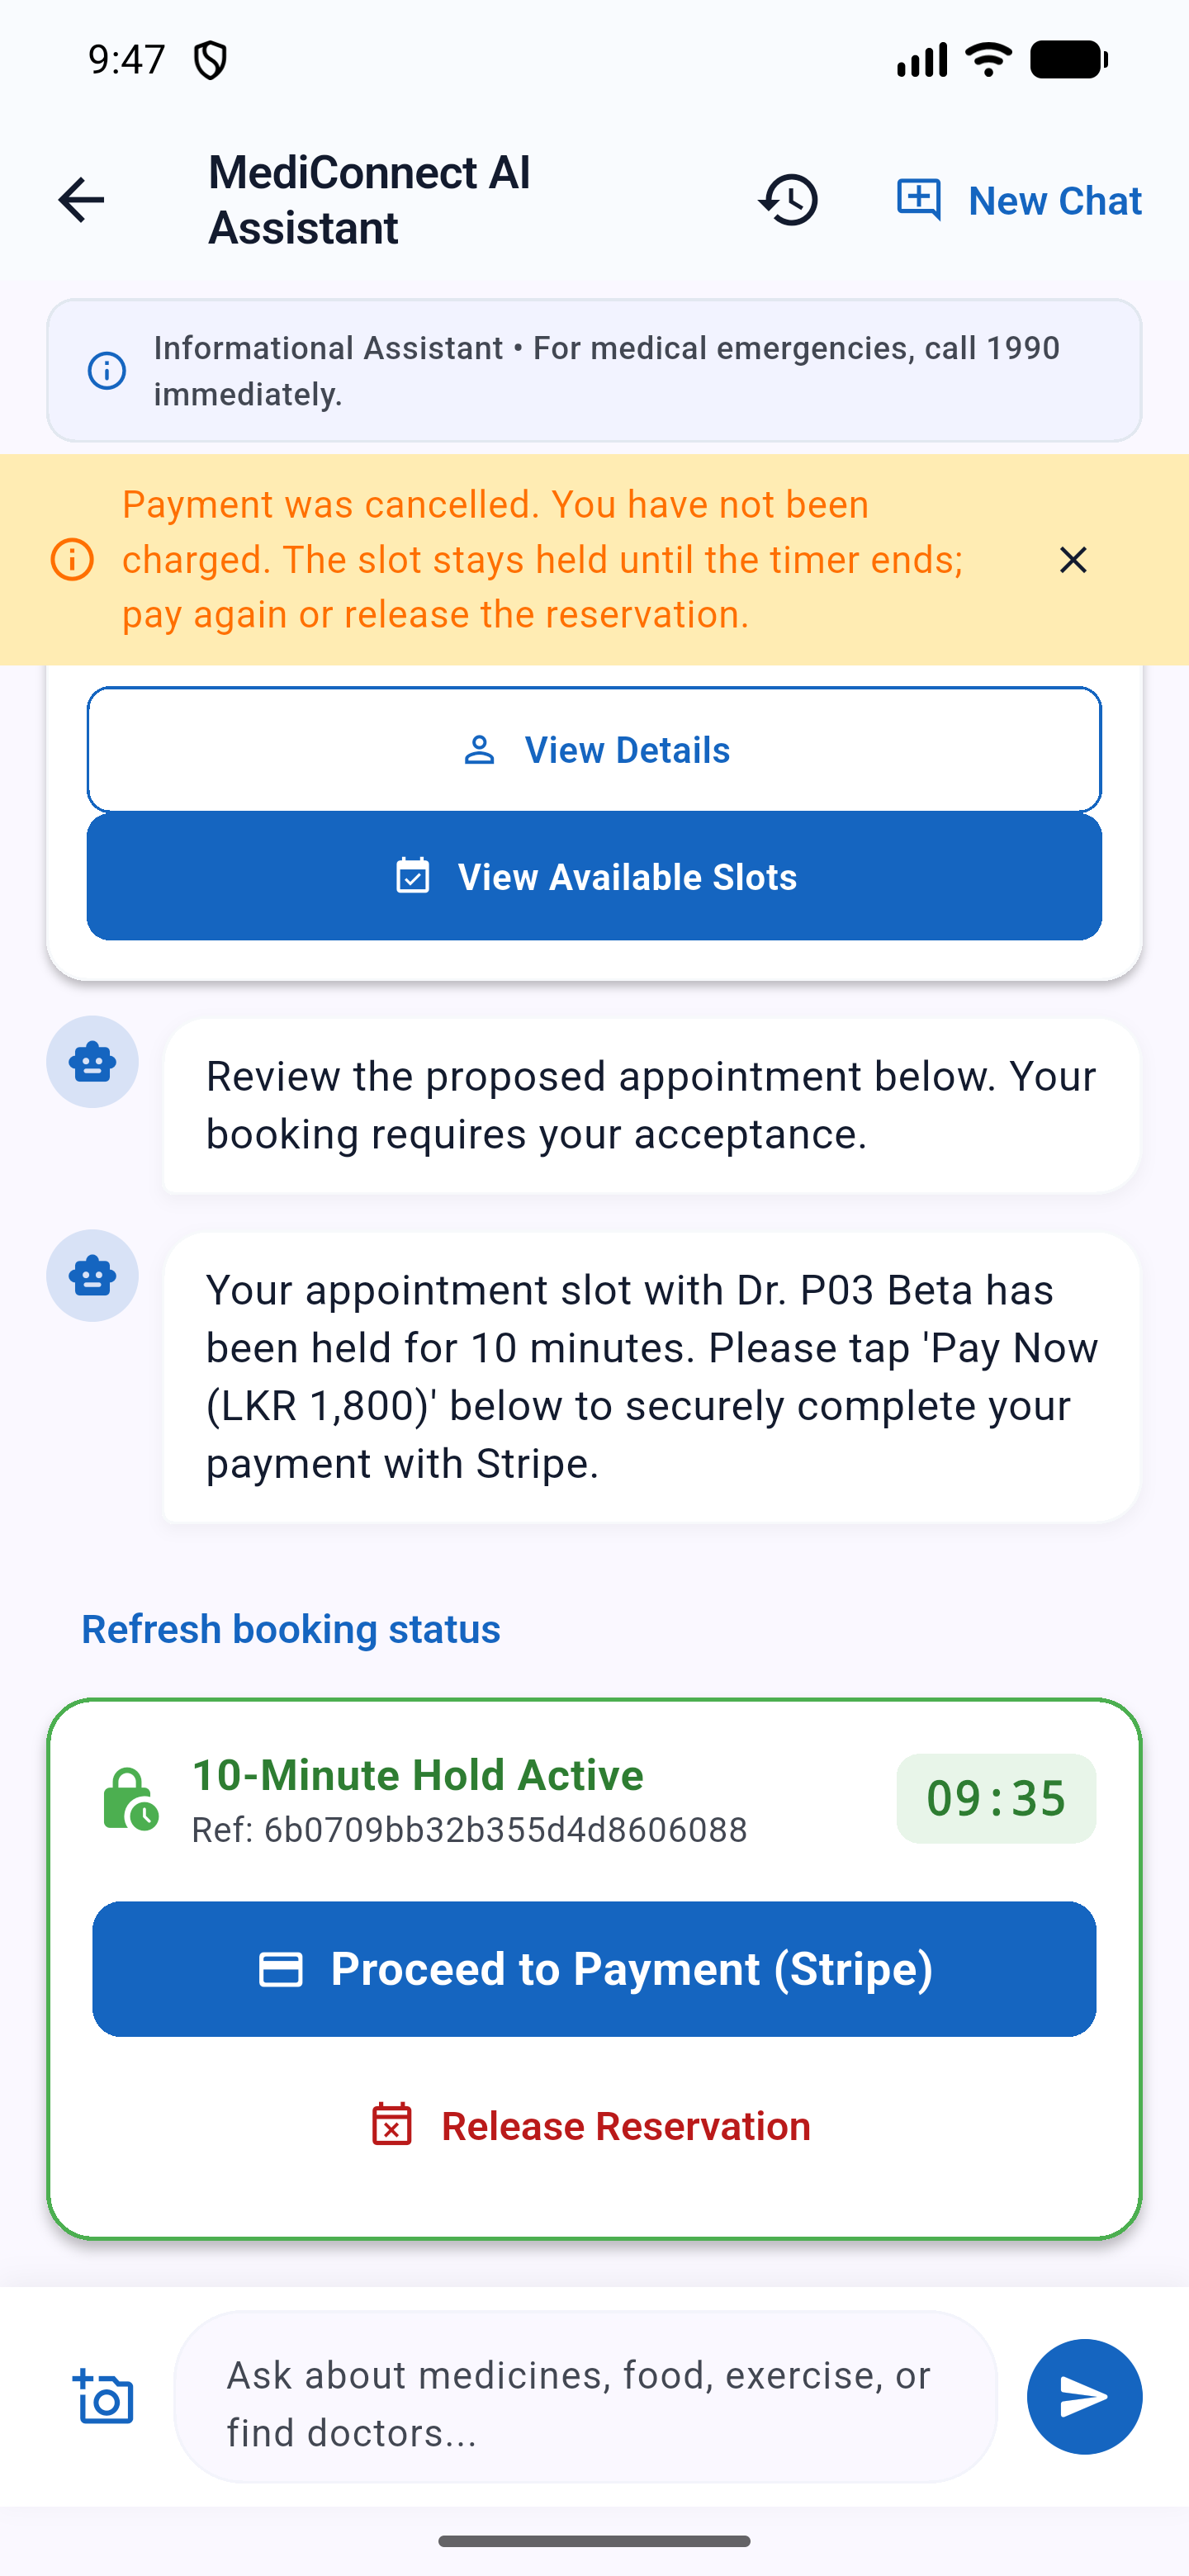 9:47
MediConnect AI
Assistant
New Chat
Informational Assistant • For medical emergencies, call 1990
immediately.
Payment was cancelled. You have not been
charged. The slot stays held until the timer ends;
pay again or release the reservation.
View Details
View Available Slots
Review the proposed appointment below. Your
booking requires your acceptance.
Your appointment slot with Dr. P03 Beta has
been held for 10 minutes. Please tap 'Pay Now
(LKR 1,800)' below to securely complete your
payment with Stripe.
Refresh booking status
10-Minute Hold Active
Ref: 6b0709bb32b355d4d8606088
09:35
Proceed to Payment (Stripe)
Release Reservation
Ask about medicines, food, exercise, or
find doctors...